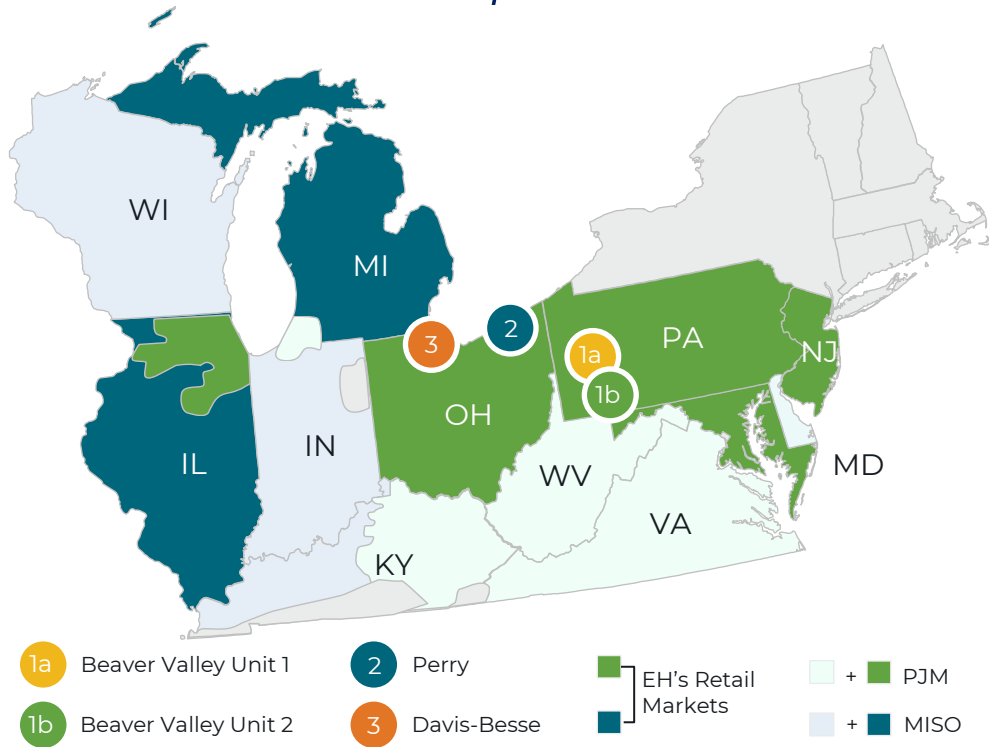 WI
MI
3
2
1a
PA
NJ
1b
OH
IN
IL
WV
MD
VA
KY
1a Beaver Valley Unit 1
2 Perry
EH's Retail
Markets
+ PJM
1b Beaver Valley Unit 2
3 Davis-Besse
+ MISO